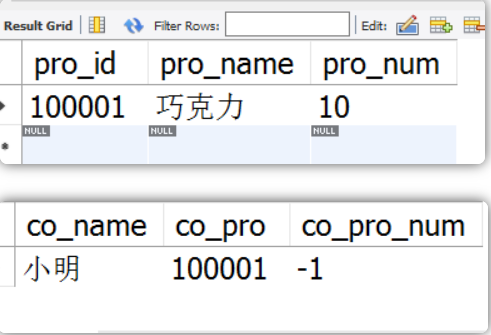 Result Grid Filter Rows: Edit:
pro_id pro_name pro_num
100001 巧克力 10
NULL NULL NULL
co_name co_pro co_pro_num
小明 100001 -1